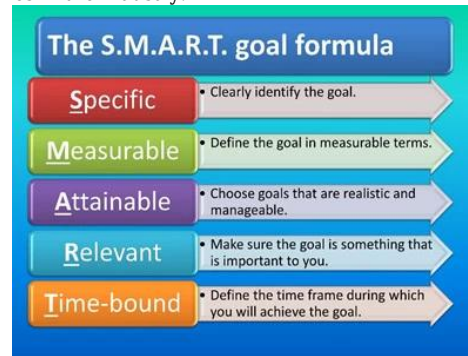 The S.M.A.R.T. goal formula
Specific
• Clearly identify the goal.
Measurable
• Define the goal in measurable terms.
Attainable
• Choose goals that are realistic and
manageable.
Relevant
• Make sure the goal is something that
is important to you.
Time-bound
• Define the time frame during which
you will achieve the goal.